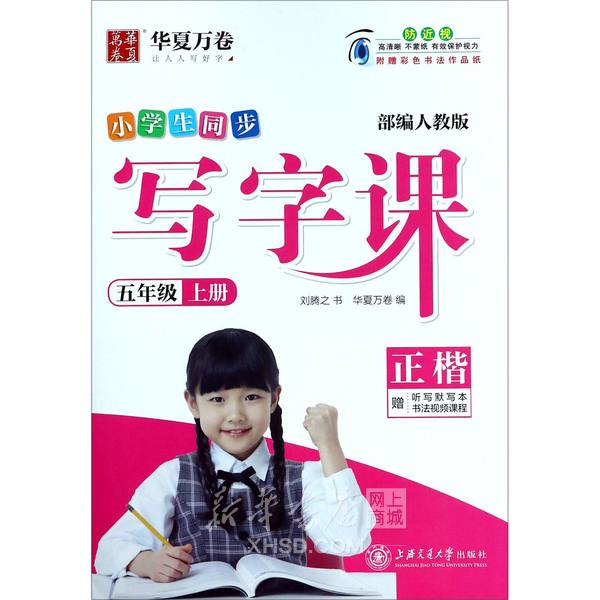 萬卷 華夏
华夏万卷
让人人写好字
防近视
高清晰 不蒙纸 有效保护视力
附赠彩色书法作品纸
小学生同步
部编人教版
写字课
五年级 上册
刘腾之 书 华夏万卷 编
正楷
赠
听写默写本
书法视频课程
新华书店
网上商城
XHSD.COM
上海交通大学出版社
SHANGHAI JIAO TONG UNIVERSITY PRESS